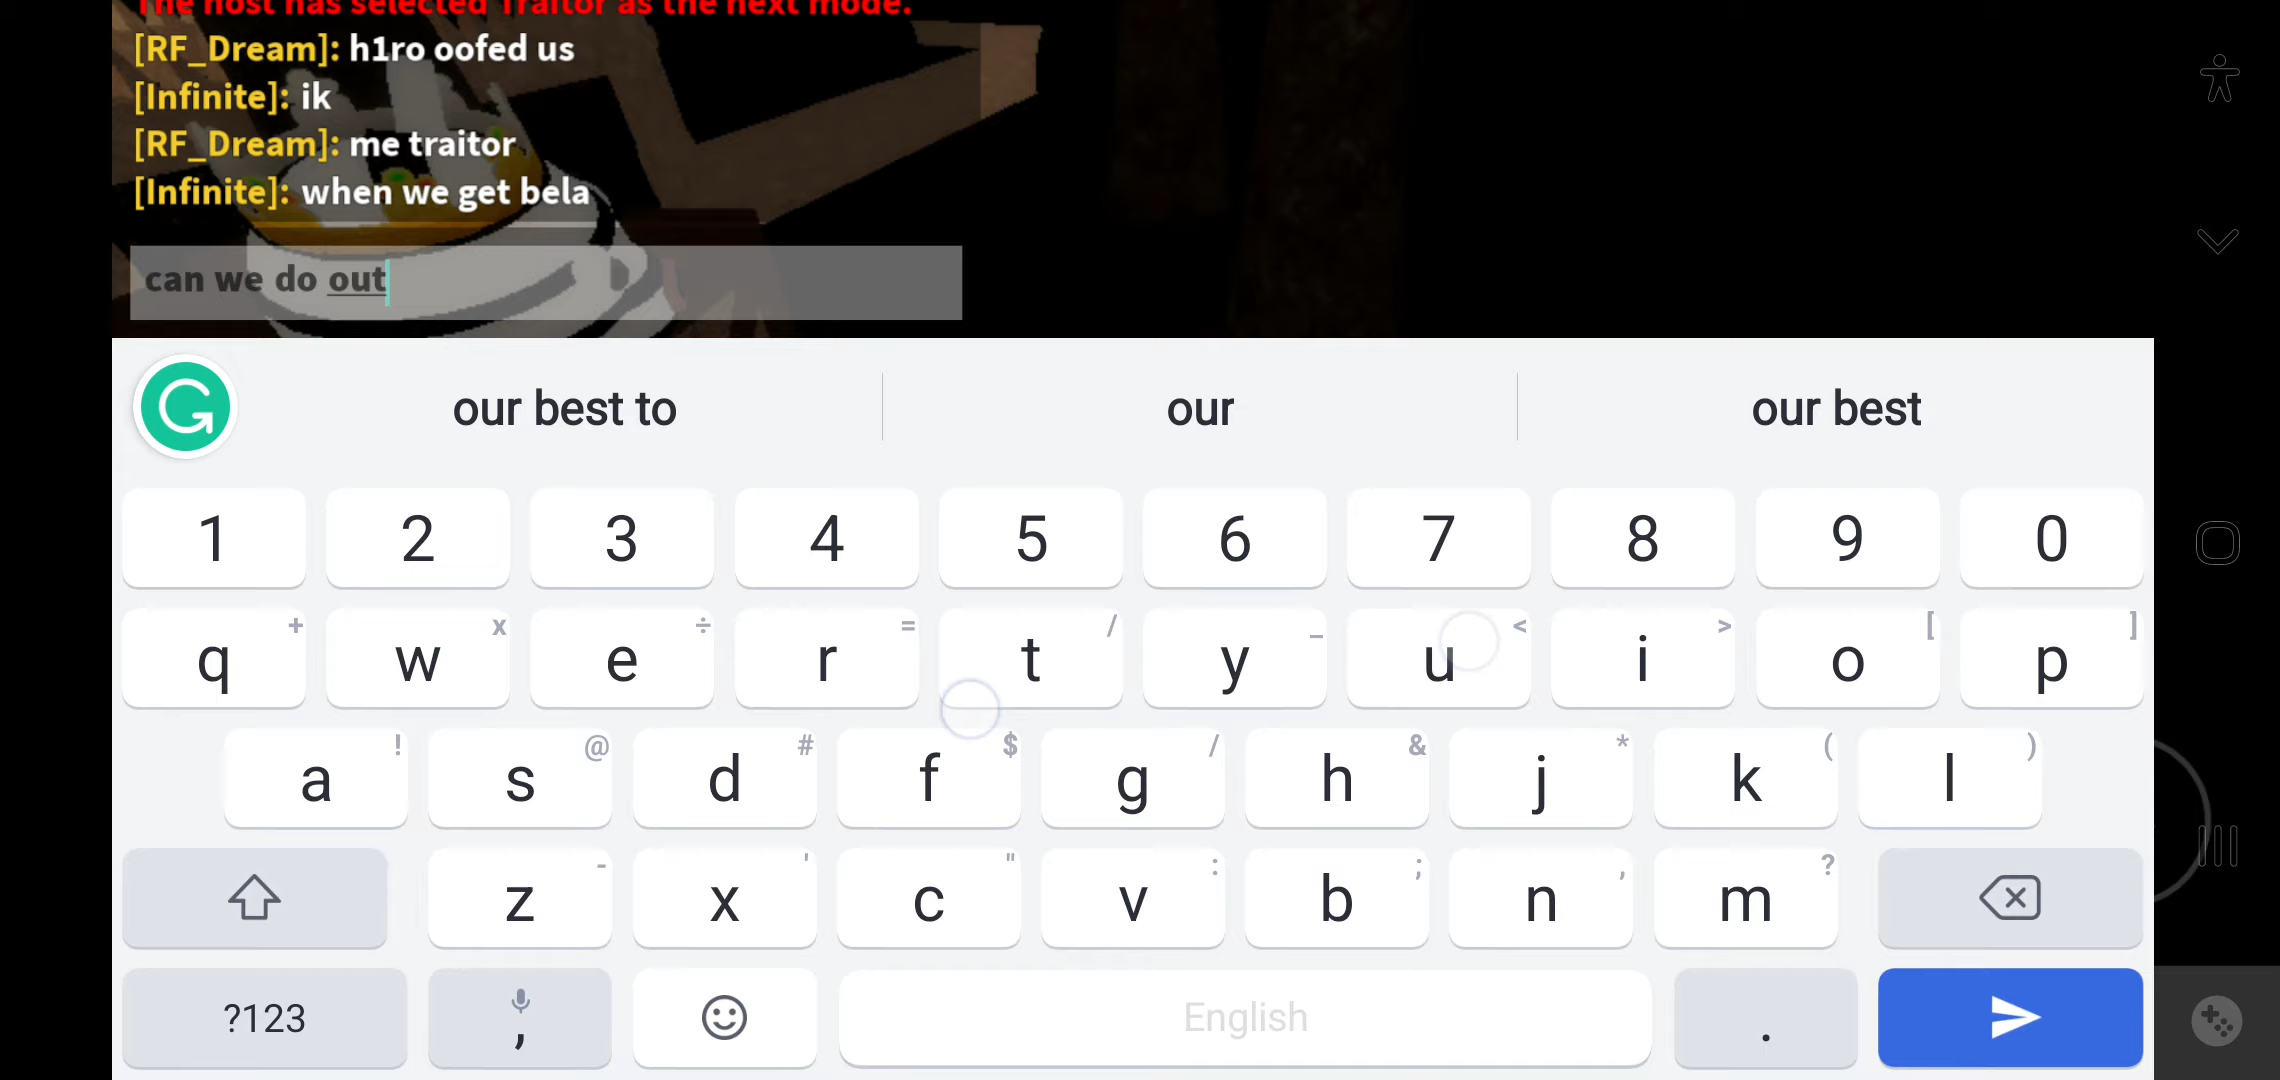 The host has selected Traitor as the next mode.
[RF_Dream]: h1ro oofed us
[Infinite]: ik
[RF_Dream]: me traitor
[Infinite]: when we get bela
can we do out
our best to our our best
1 2 3 4 5 6 7 8 9 0
q + w x e ÷ r = t / y _ u < i > o [ p ]
a ! s @ d # f $ g / h & j * k ( l )
z - x ' c " v : b ; n , m ?
?123 , English .